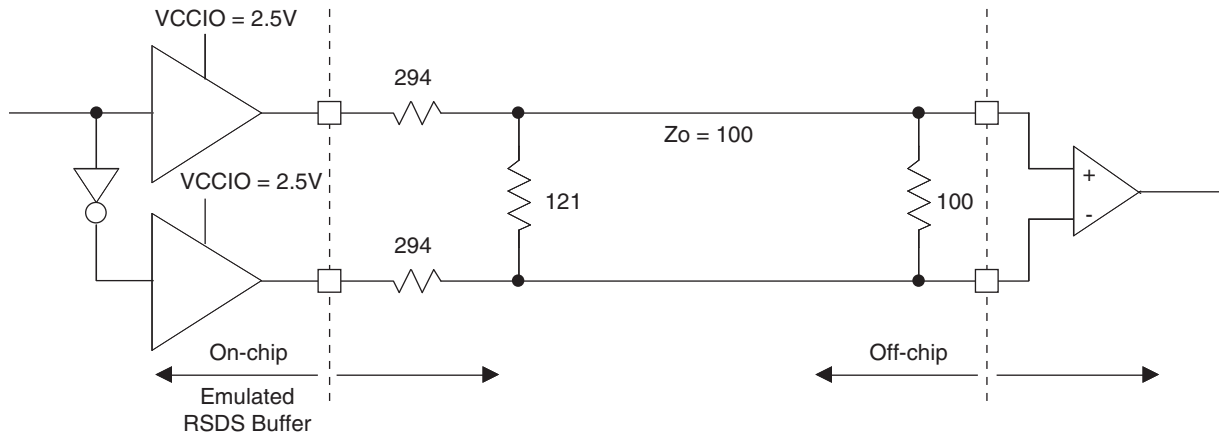 VCCIO = 2.5V
294
Zo = 100
VCCIO = 2.5V
121
100
+
-
294
On-chip
Off-chip
Emulated
RSDS Buffer